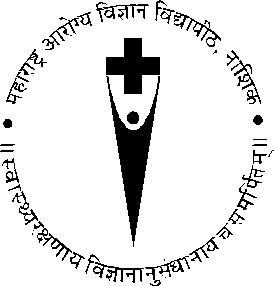 • महाराष्ट्र आरोग्य विज्ञान विद्यापीठ, नाशिक •
॥ स्वास्थ्यरक्षणाय विज्ञानानुसंधानाय च समर्पितम् ॥